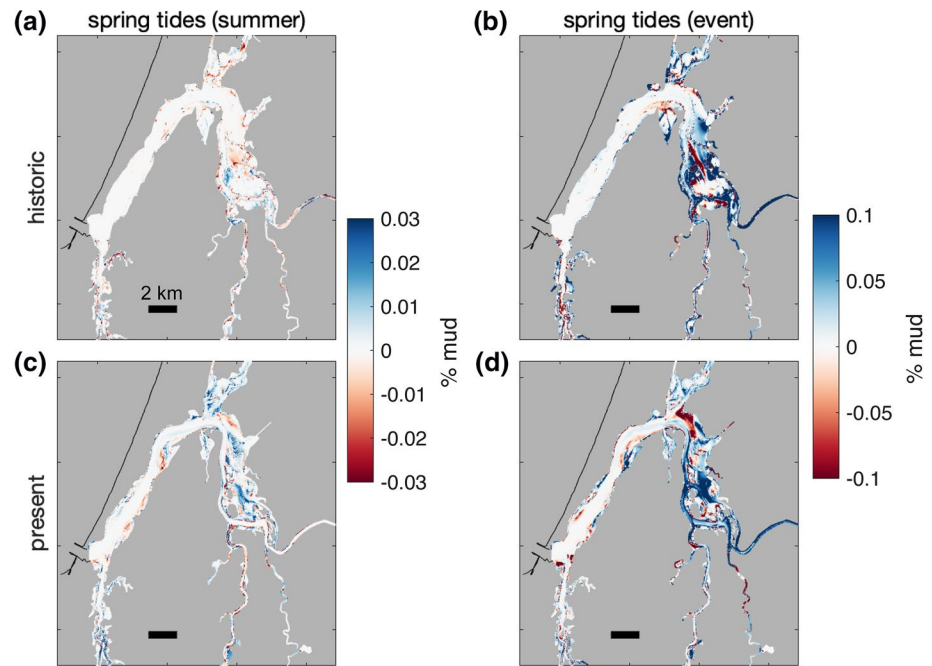 (a) spring tides (summer)
(b) spring tides (event)
historic
2 km
0.03
0.02
0.01
0
-0.01
-0.02
-0.03
% mud
0.1
0.05
0
-0.05
-0.1
% mud
(c)
(d)
present